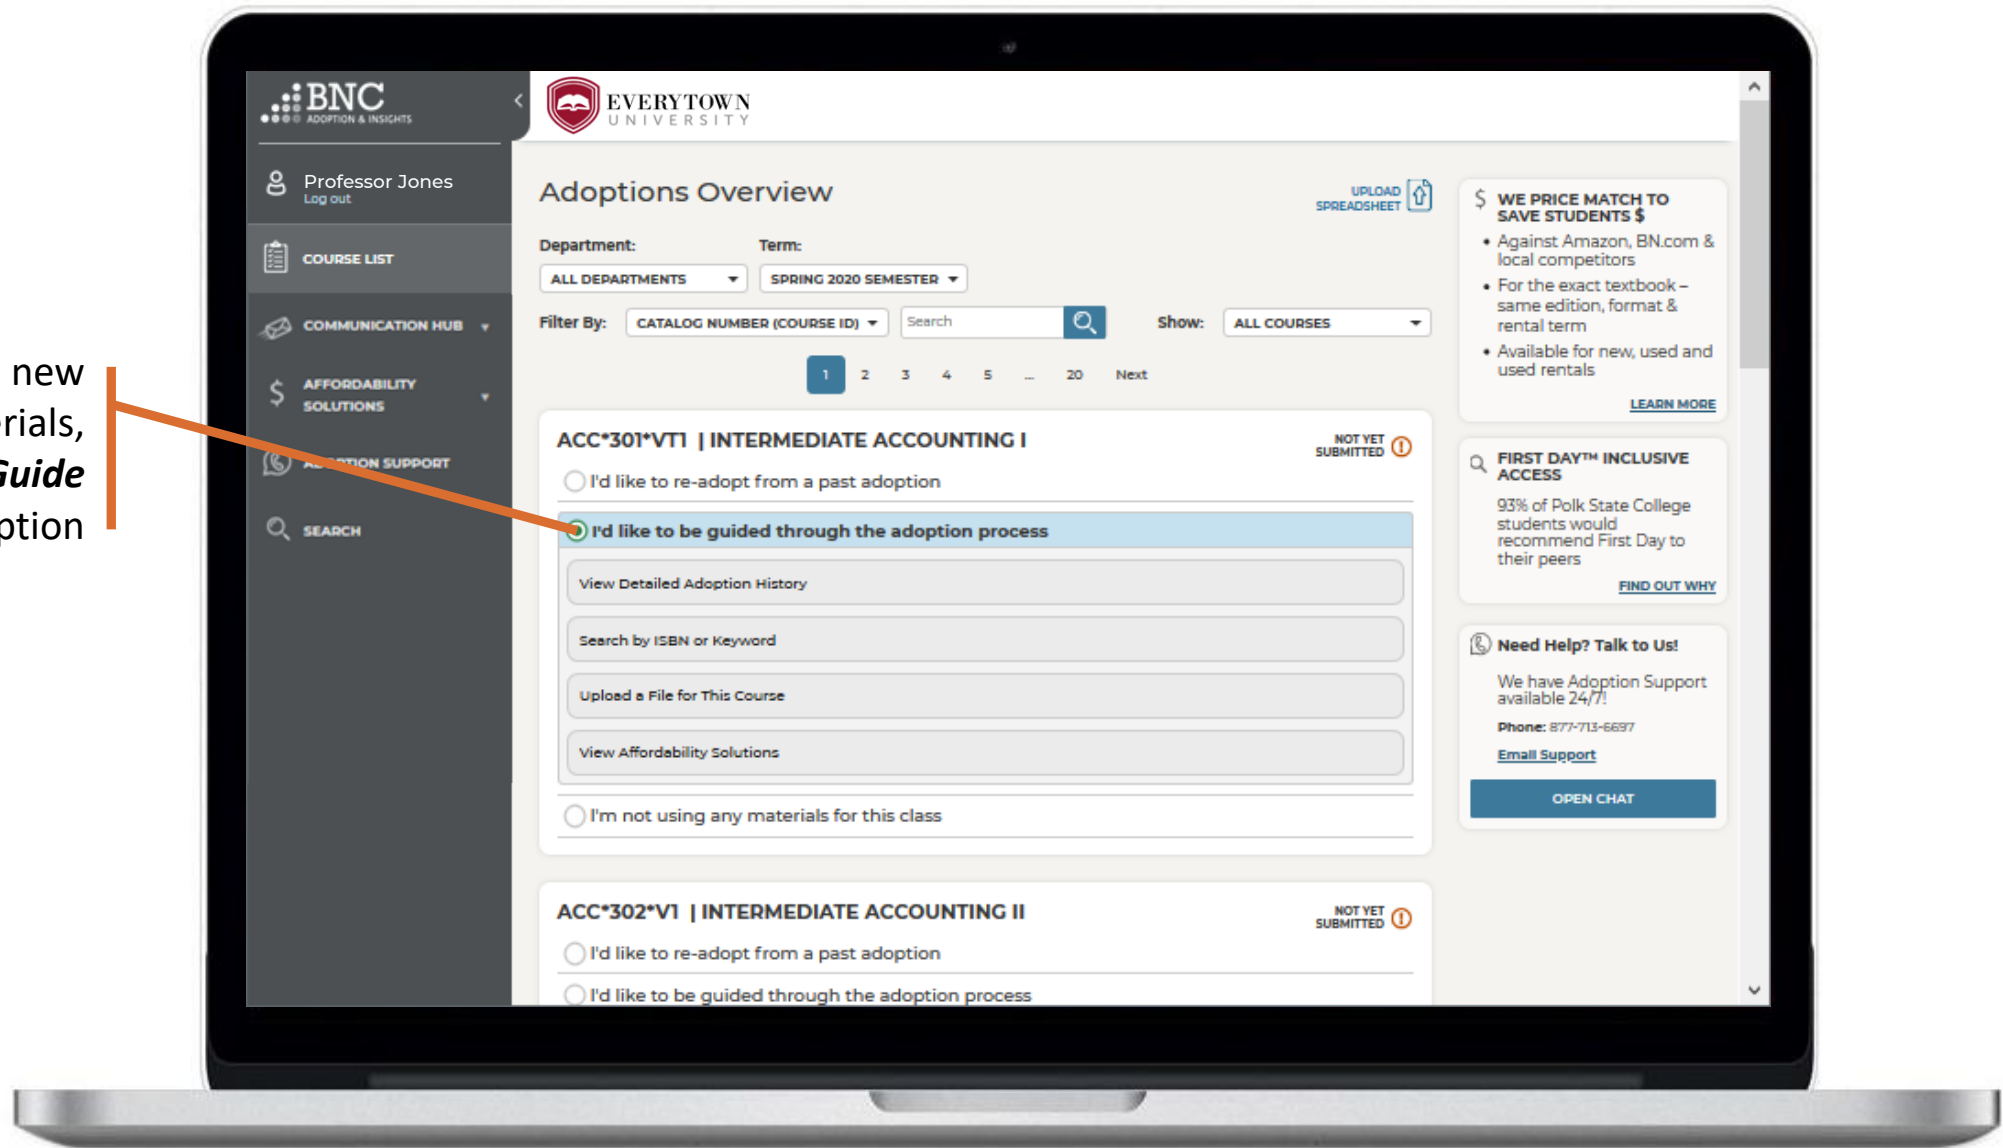 new
erials,
Guide
ption
BNC
ADOPTION & INSIGHTS
Professor Jones
Log out
COURSE LIST
COMMUNICATION HUB
AFFORDABILITY
SOLUTIONS
ADOPTION SUPPORT
SEARCH
EVERYTOWN
UNIVERSITY
Adoptions Overview
UPLOAD
SPREADSHEET
Department: Term:
ALL DEPARTMENTS SPRING 2020 SEMESTER
Filter By: CATALOG NUMBER (COURSE ID) Search Show: ALL COURSES
1 2 3 4 5 ... 20 Next
ACC*301*VT1 | INTERMEDIATE ACCOUNTING I
NOT YET
SUBMITTED
I'd like to re-adopt from a past adoption
I'd like to be guided through the adoption process
View Detailed Adoption History
Search by ISBN or Keyword
Upload a File for This Course
View Affordability Solutions
I'm not using any materials for this class
ACC*302*V1 | INTERMEDIATE ACCOUNTING II
NOT YET
SUBMITTED
I'd like to re-adopt from a past adoption
I'd like to be guided through the adoption process
$ WE PRICE MATCH TO
SAVE STUDENTS $
• Against Amazon, BN.com &
local competitors
• For the exact textbook –
same edition, format &
rental term
• Available for new, used and
used rentals
LEARN MORE
FIRST DAY™ INCLUSIVE
ACCESS
93% of Polk State College
students would
recommend First Day to
their peers
FIND OUT WHY
Need Help? Talk to Us!
We have Adoption Support
available 24/7!
Phone: 877-713-6697
Email Support
OPEN CHAT